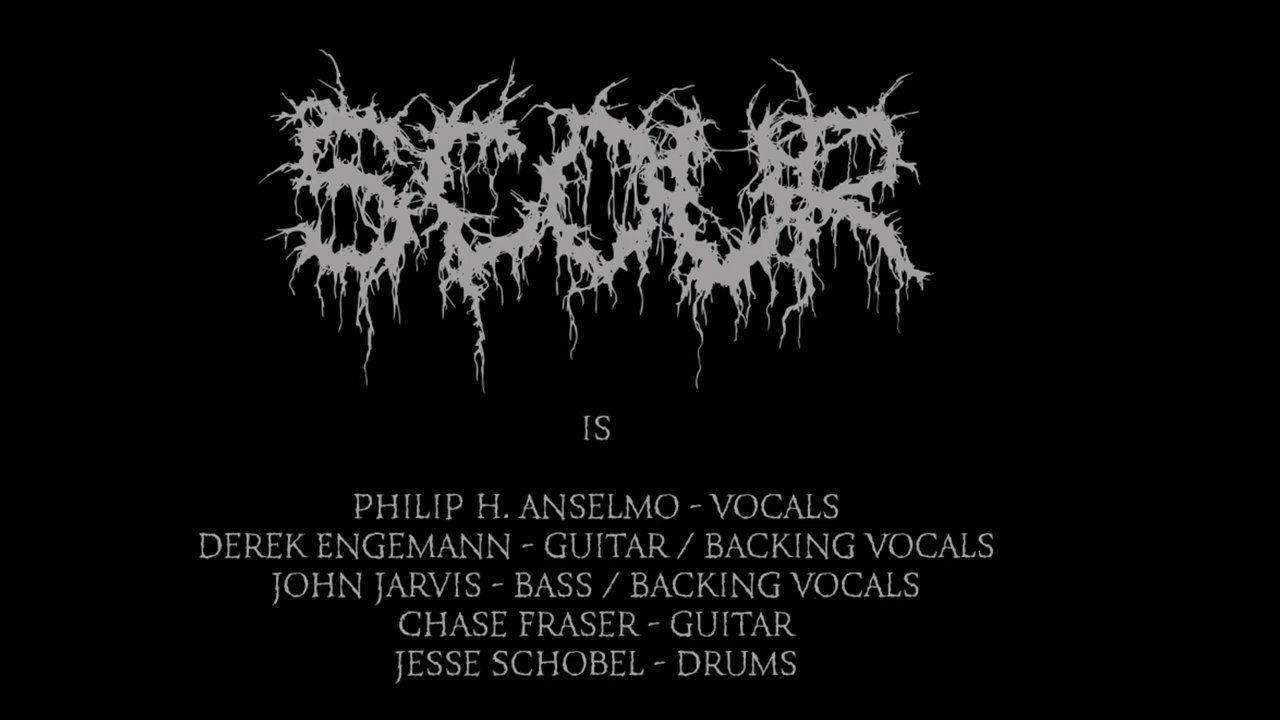 SCOUR
IS
PHILIP H. ANSELMO - VOCALS
DEREK ENGEMANN - GUITAR / BACKING VOCALS
JOHN JARVIS - BASS / BACKING VOCALS
CHASE FRASER - GUITAR
JESSE SCHOBEL - DRUMS